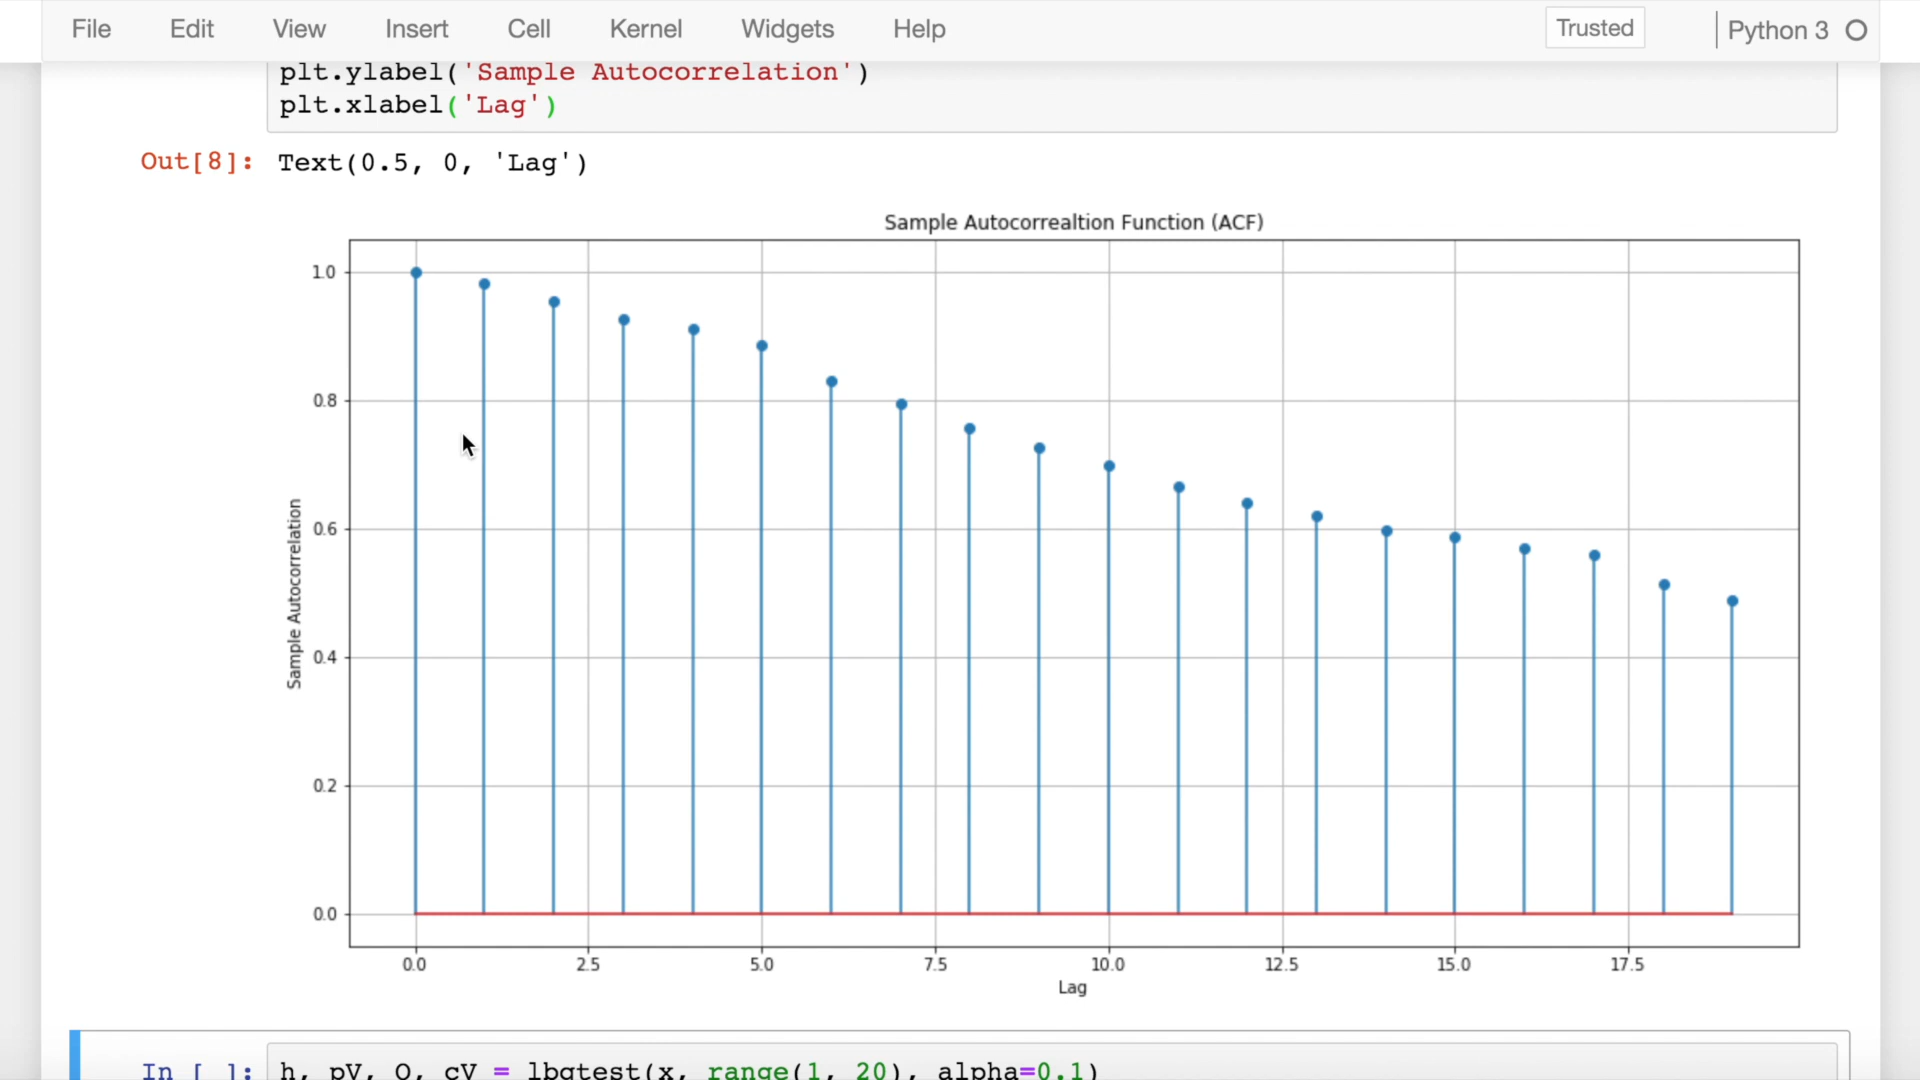 File Edit View Insert Cell Kernel Widgets Help Trusted Python 3
plt.ylabel('Sample Autocorrelation')
plt.xlabel('Lag')
Out[8]: Text(0.5, 0, 'Lag')
Sample Autocorrealtion Function (ACF)
Sample Autocorrelation
1.0
0.8
0.6
0.4
0.2
0.0
0.0 2.5 5.0 7.5 10.0 12.5 15.0 17.5
Lag
In [ ]: h, pV, Q, cV = lbqtest(x, range(1, 20), alpha=0.1)